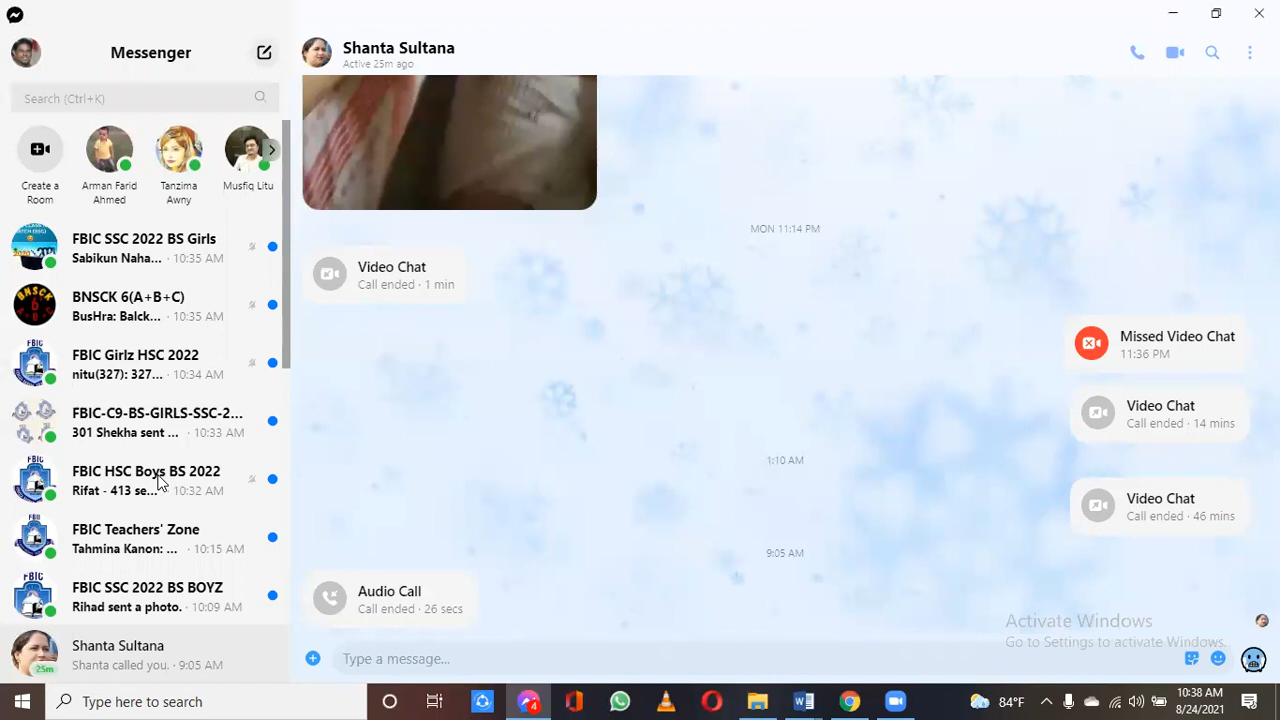 Messenger
Search (Ctrl+K)
Create a
Room
Arman Farid
Ahmed
Tanzima
Awny
Musfiq Litu
FBIC SSC 2022 BS Girls
Sabikun Naha... · 10:35 AM
BNSCK 6(A+B+C)
BusHra: Balck... · 10:35 AM
FBIC Girlz HSC 2022
nitu(327): 327... · 10:34 AM
FBIC-C9-BS-GIRLS-SSC-2...
301 Shekha sent ... · 10:33 AM
FBIC HSC Boys BS 2022
Rifat - 413 se... · 10:32 AM
FBIC Teachers' Zone
Tahmina Kanon: ... · 10:15 AM
FBIC SSC 2022 BS BOYZ
Rihad sent a photo. · 10:09 AM
Shanta Sultana
Shanta called you. · 9:05 AM
25m
Shanta Sultana
Active 25m ago
MON 11:14 PM
Video Chat
Call ended · 1 min
Missed Video Chat
11:36 PM
Video Chat
Call ended · 14 mins
1:10 AM
Video Chat
Call ended · 46 mins
9:05 AM
Audio Call
Call ended · 26 secs
Activate Windows
Go to Settings to activate Windows.
Type a message...
Type here to search
4
84°F
10:38 AM
8/24/2021